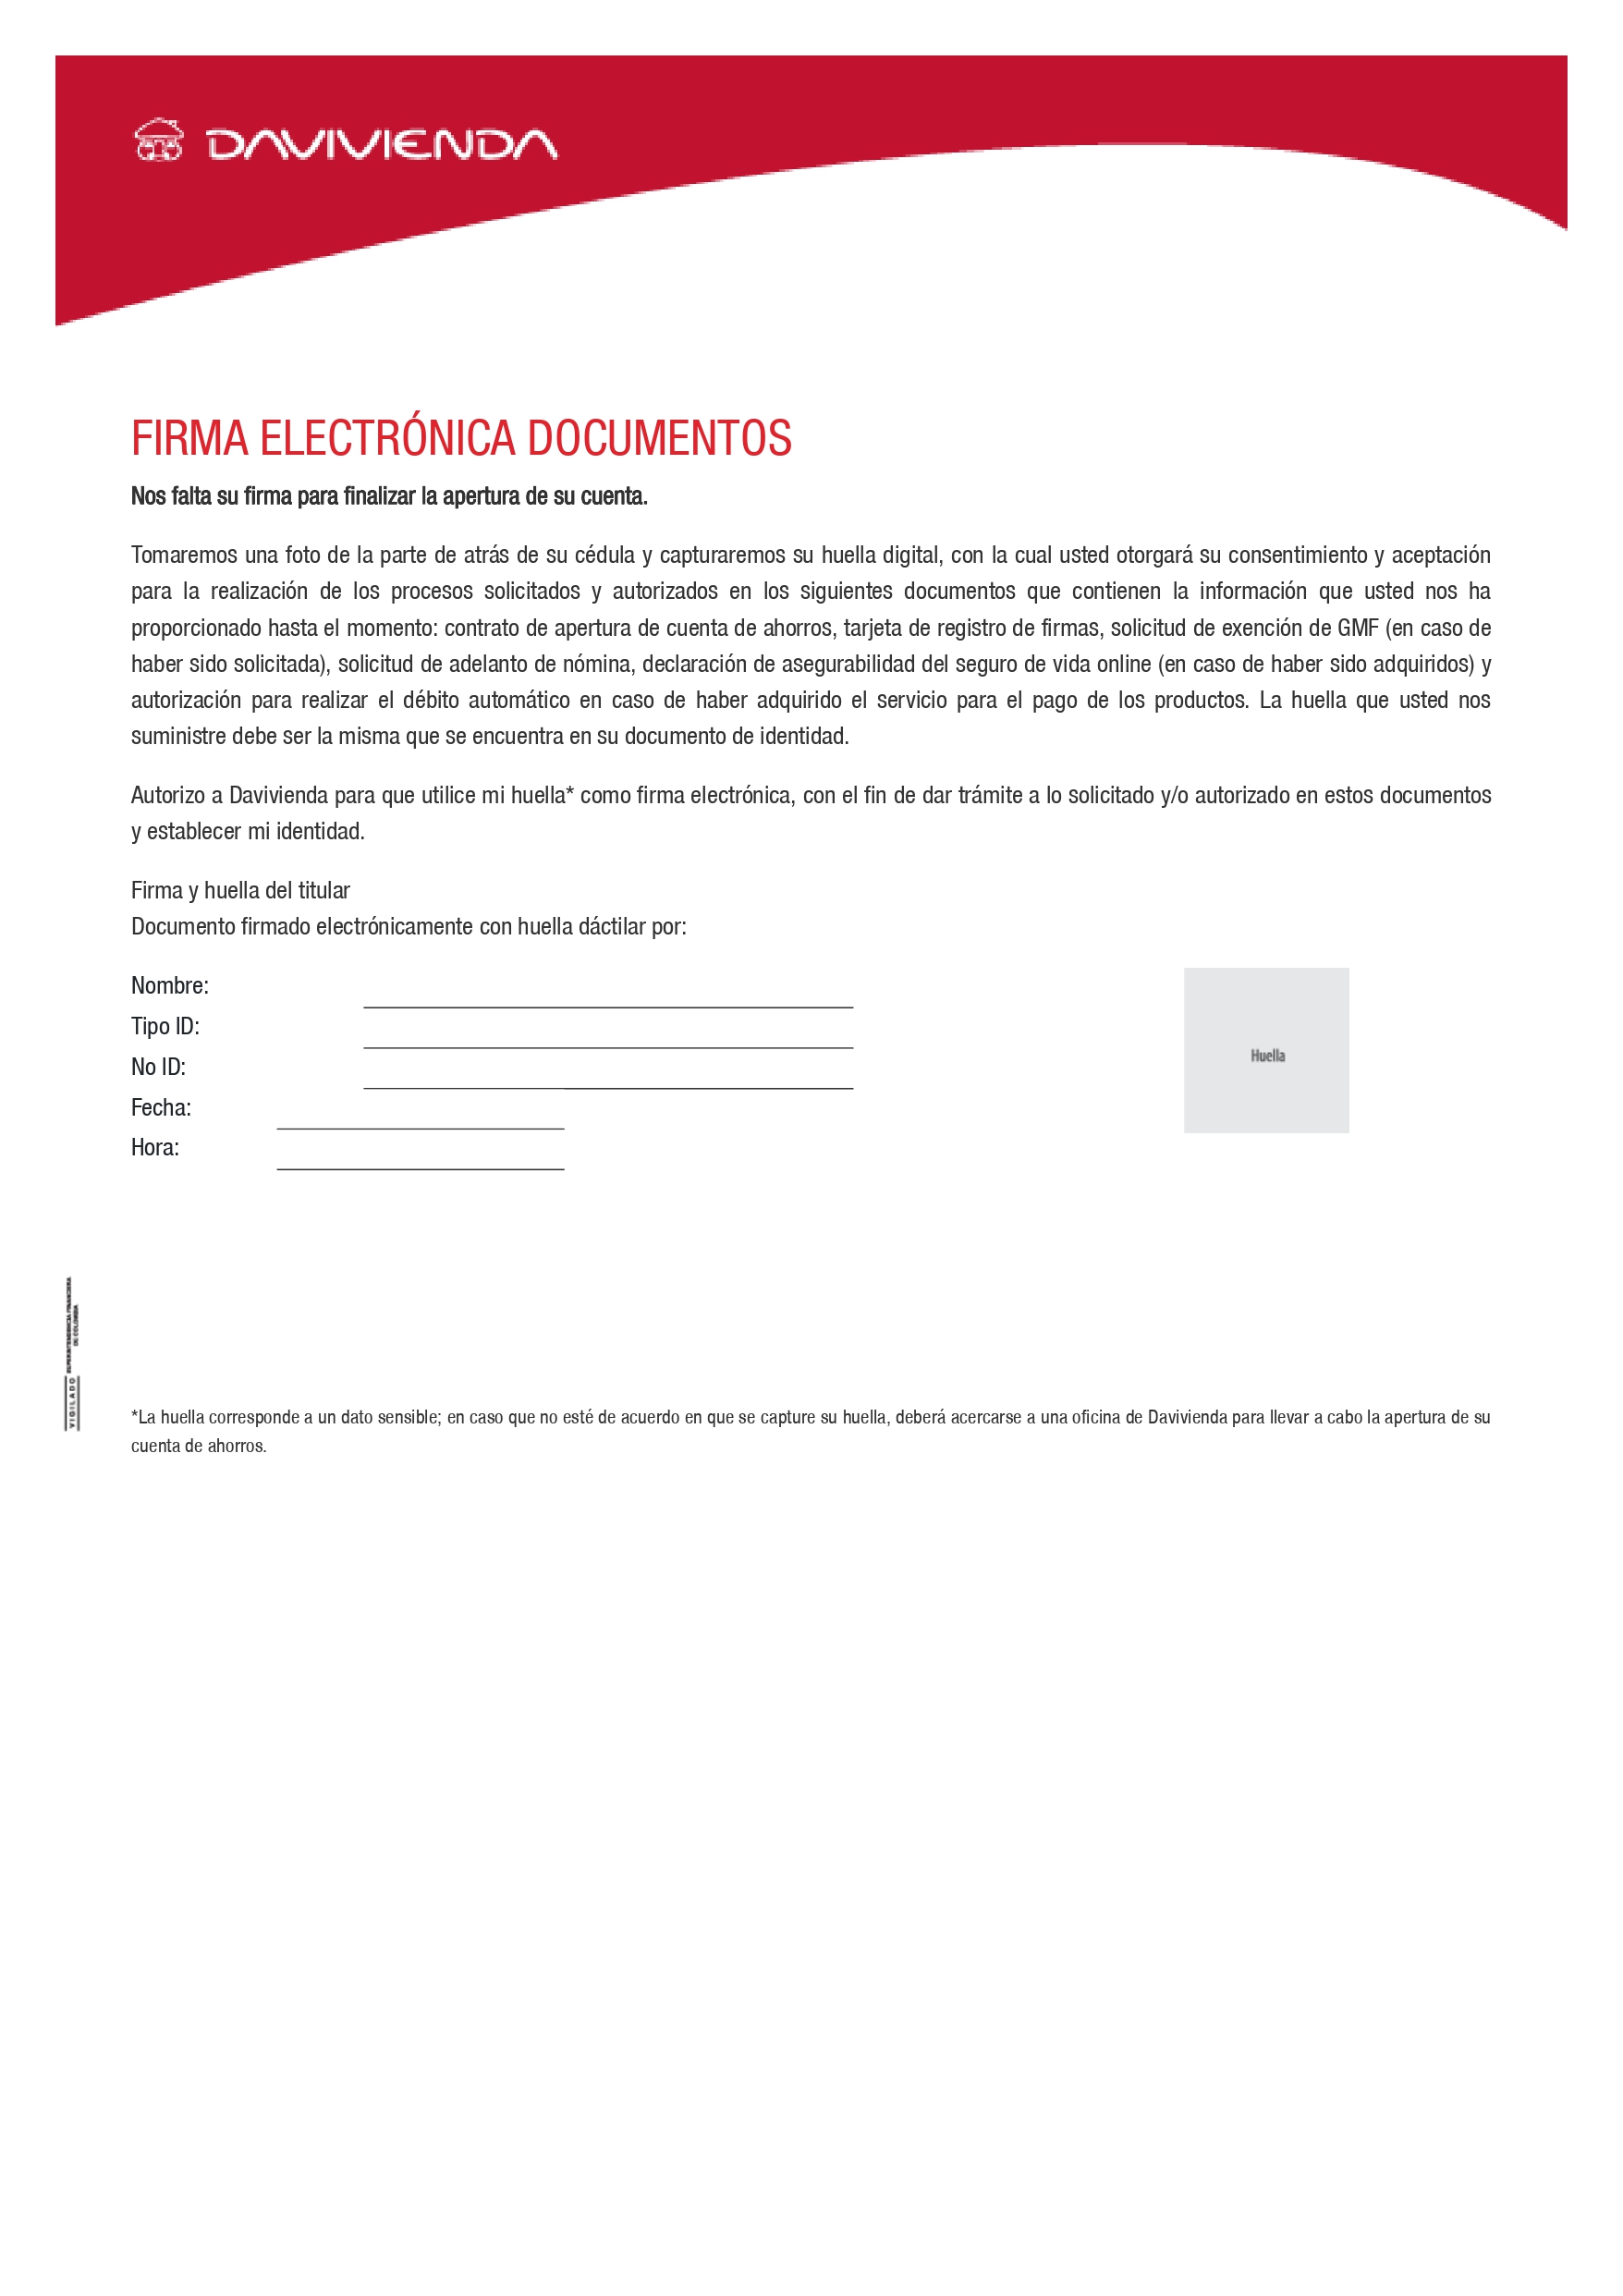 DAVIVIENDA
FIRMA ELECTRÓNICA DOCUMENTOS
Nos falta su firma para finalizar la apertura de su cuenta.
Tomaremos una foto de la parte de atrás de su cédula y capturaremos su huella digital, con la cual usted otorgará su consentimiento y aceptación
para la realización de los procesos solicitados y autorizados en los siguientes documentos que contienen la información que usted nos ha
proporcionado hasta el momento: contrato de apertura de cuenta de ahorros, tarjeta de registro de firmas, solicitud de exención de GMF (en caso de
haber sido solicitada), solicitud de adelanto de nómina, declaración de asegurabilidad del seguro de vida online (en caso de haber sido adquiridos) y
autorización para realizar el débito automático en caso de haber adquirido el servicio para el pago de los productos. La huella que usted nos
suministre debe ser la misma que se encuentra en su documento de identidad.
Autorizo a Davivienda para que utilice mi huella* como firma electrónica, con el fin de dar trámite a lo solicitado y/o autorizado en estos documentos
y establecer mi identidad.
Firma y huella del titular
Documento firmado electrónicamente con huella dáctilar por:
Nombre:
Tipo ID:
No ID:
Fecha:
Hora:
Huella
VIGILADO
SUPERINTENDENCIA FINANCIERA
DE COLOMBIA
*La huella corresponde a un dato sensible; en caso que no esté de acuerdo en que se capture su huella, deberá acercarse a una oficina de Davivienda para llevar a cabo la apertura de su
cuenta de ahorros.